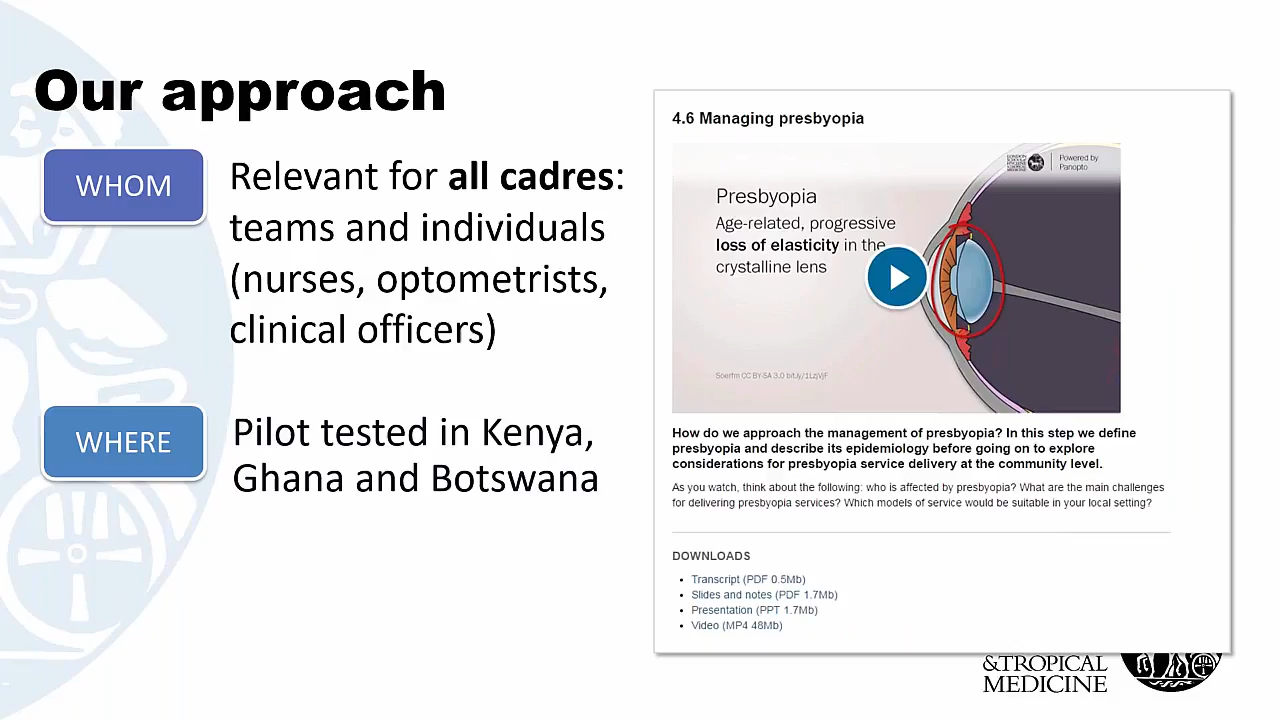 Our approach
WHOM
Relevant for all cadres:
teams and individuals
(nurses, optometrists,
clinical officers)
WHERE
Pilot tested in Kenya,
Ghana and Botswana
4.6 Managing presbyopia
LONDON
SCHOOL of
HYGIENE
&TROPICAL
MEDICINE
Powered by
Panopto
Presbyopia
Age-related, progressive
loss of elasticity in the
crystalline lens
How do we approach the management of presbyopia? In this step we define
presbyopia and describe its epidemiology before going on to explore
considerations for presbyopia service delivery at the community level.
As you watch, think about the following: who is affected by presbyopia? What are the main challenges
for delivering presbyopia services? Which models of service would be suitable in your local setting?
DOWNLOADS
Transcript (PDF 0.5Mb)
Slides and notes (PDF 1.7Mb)
Presentation (PPT 1.7Mb)
Video (MP4 48Mb)
&TROPICAL
MEDICINE